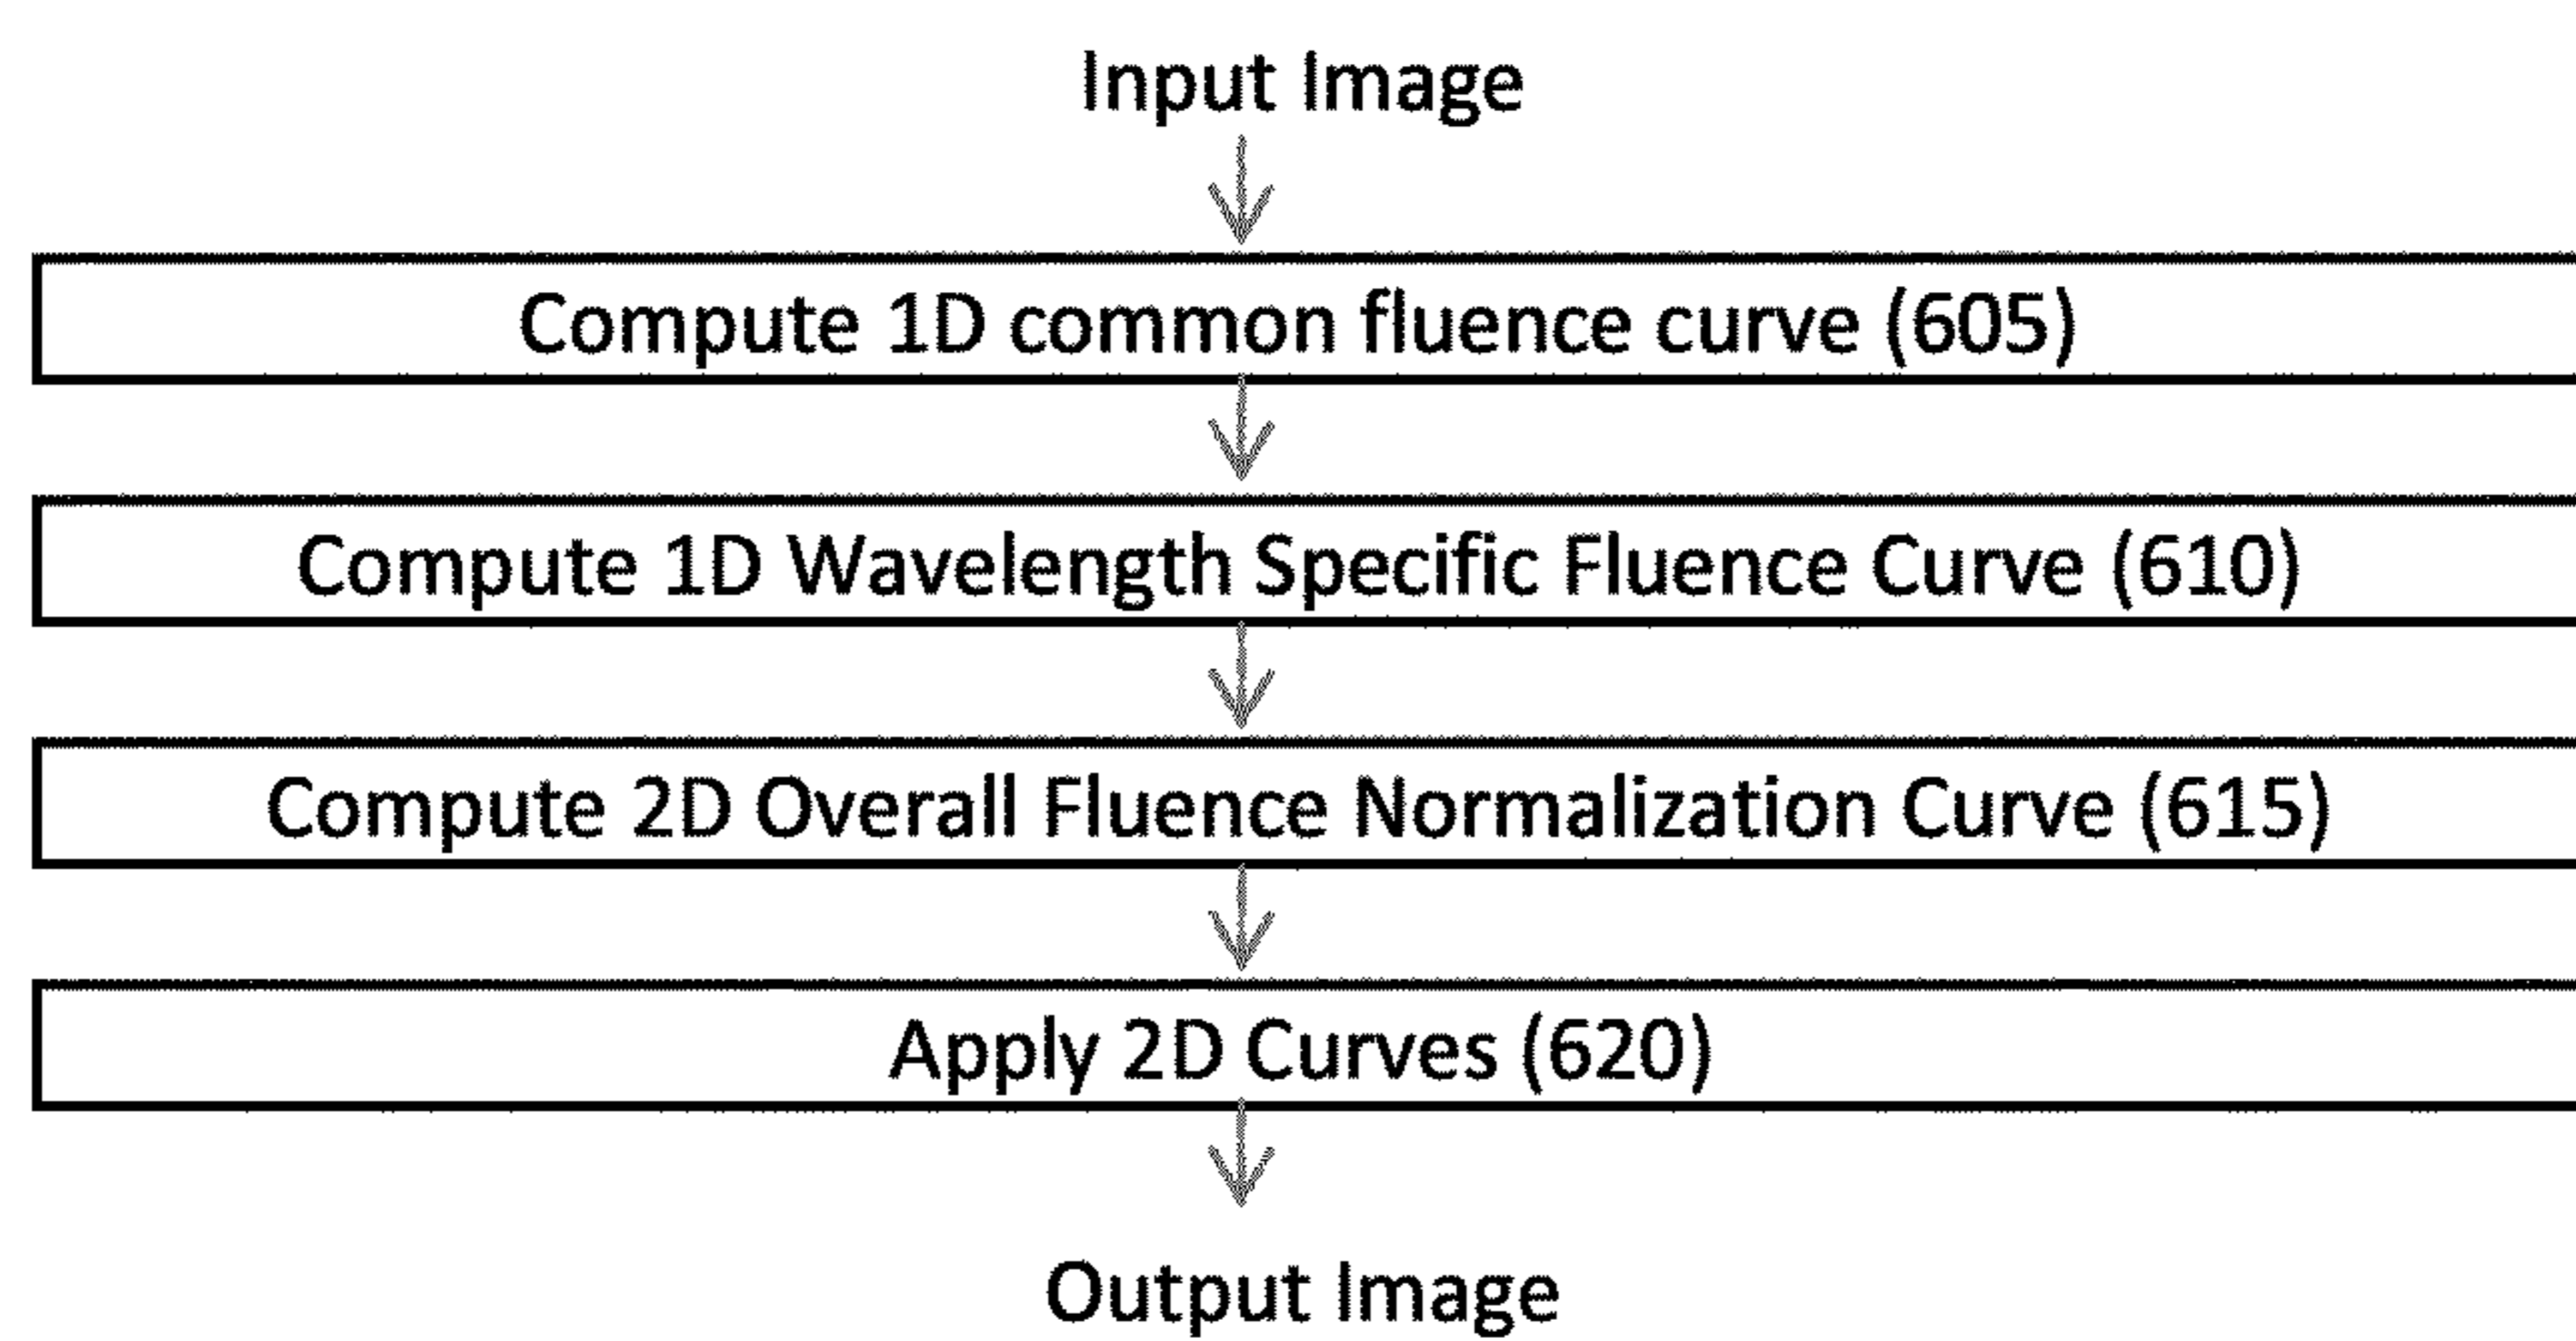 Input Image
Compute 1D common fluence curve (605)
Compute 1D Wavelength Specific Fluence Curve (610)
Compute 2D Overall Fluence Normalization Curve (615)
Apply 2D Curves (620)
Output Image